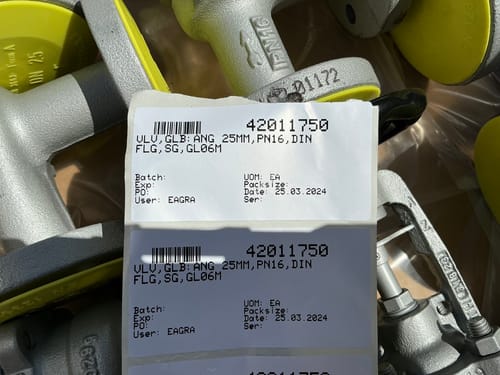 DN 25
PN16
01172
42011750
VLV,GLB:ANG 25MM,PN16,DIN
FLG,SG,GL06M
Batch: UOM: EA
Exp: Packsize:
PO: Date: 25.03.2024
User: EAGRA Ser:
42011750
VLV,GLB:ANG 25MM,PN16,DIN
FLG,SG,GL06M
Batch: UOM: EA
Exp: Packsize:
PO: Date: 25.03.2024
User: EAGRA Ser:
42011750